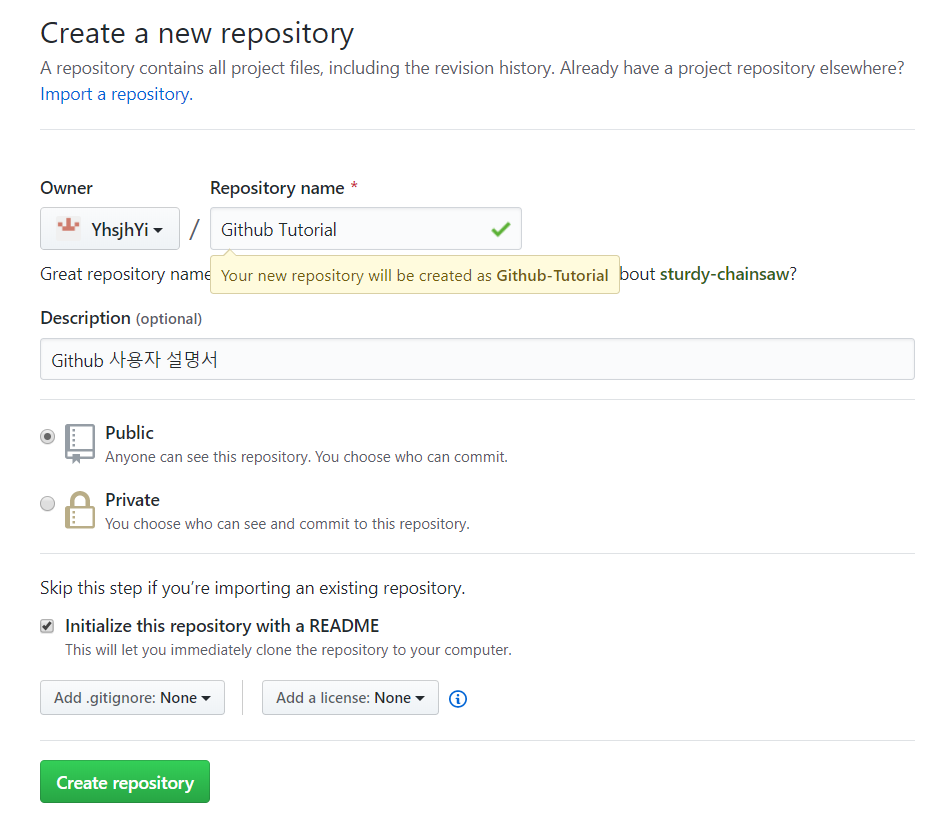 Create a new repository
A repository contains all project files, including the revision history. Already have a project repository elsewhere?
Import a repository.
Owner
Repository name *
YhsjhYi / Github Tutorial
Great repository name
Your new repository will be created as Github-Tutorial
bout sturdy-chainsaw?
Description (optional)
Github 사용자 설명서
Public
Anyone can see this repository. You choose who can commit.
Private
You choose who can see and commit to this repository.
Skip this step if you’re importing an existing repository.
Initialize this repository with a README
This will let you immediately clone the repository to your computer.
Add .gitignore: None
Add a license: None
Create repository